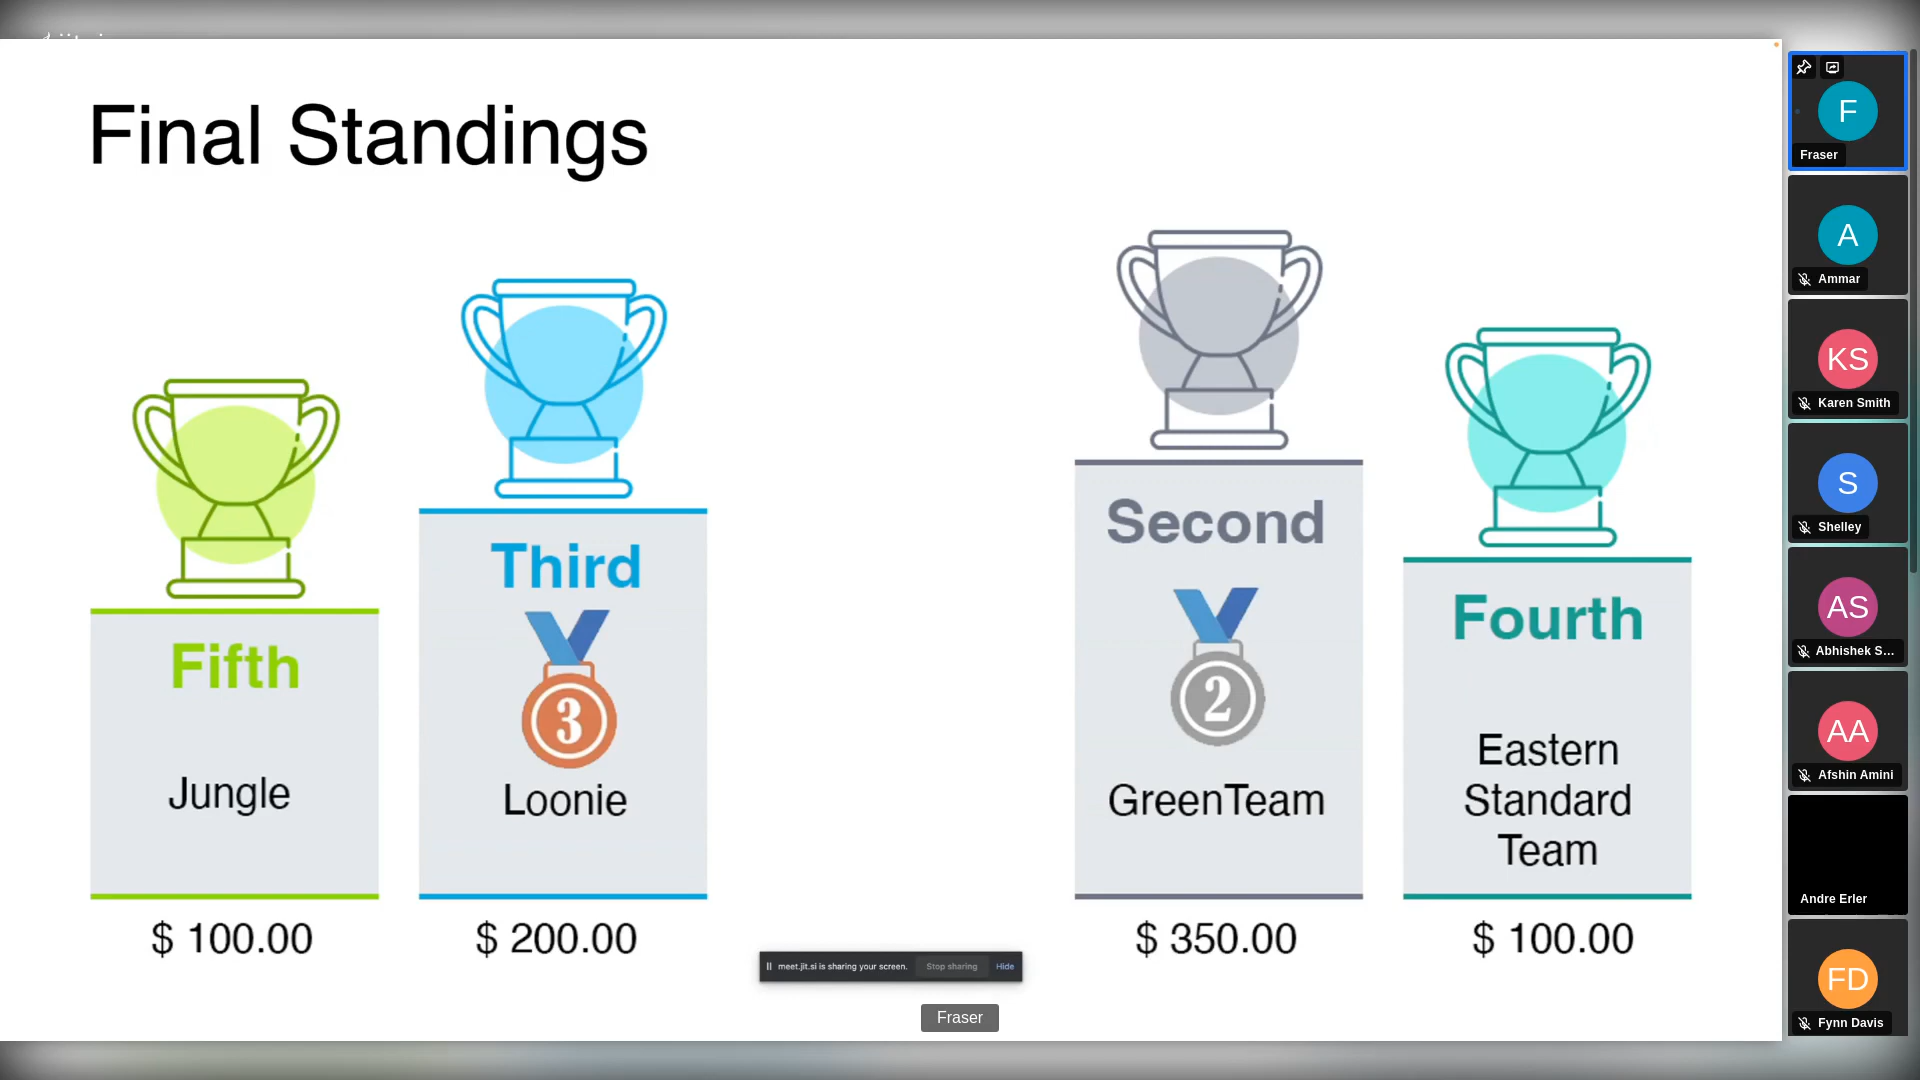 Final Standings
Fifth
Jungle
$ 100.00
Third
3
Loonie
$ 200.00
Second
2
GreenTeam
$ 350.00
Fourth
Eastern
Standard
Team
$ 100.00
meet.jit.si is sharing your screen. Stop sharing Hide
Fraser
F
Fraser
A
Ammar
KS
Karen Smith
S
Shelley
AS
Abhishek S...
AA
Afshin Amini
Andre Erler
FD
Fynn Davis